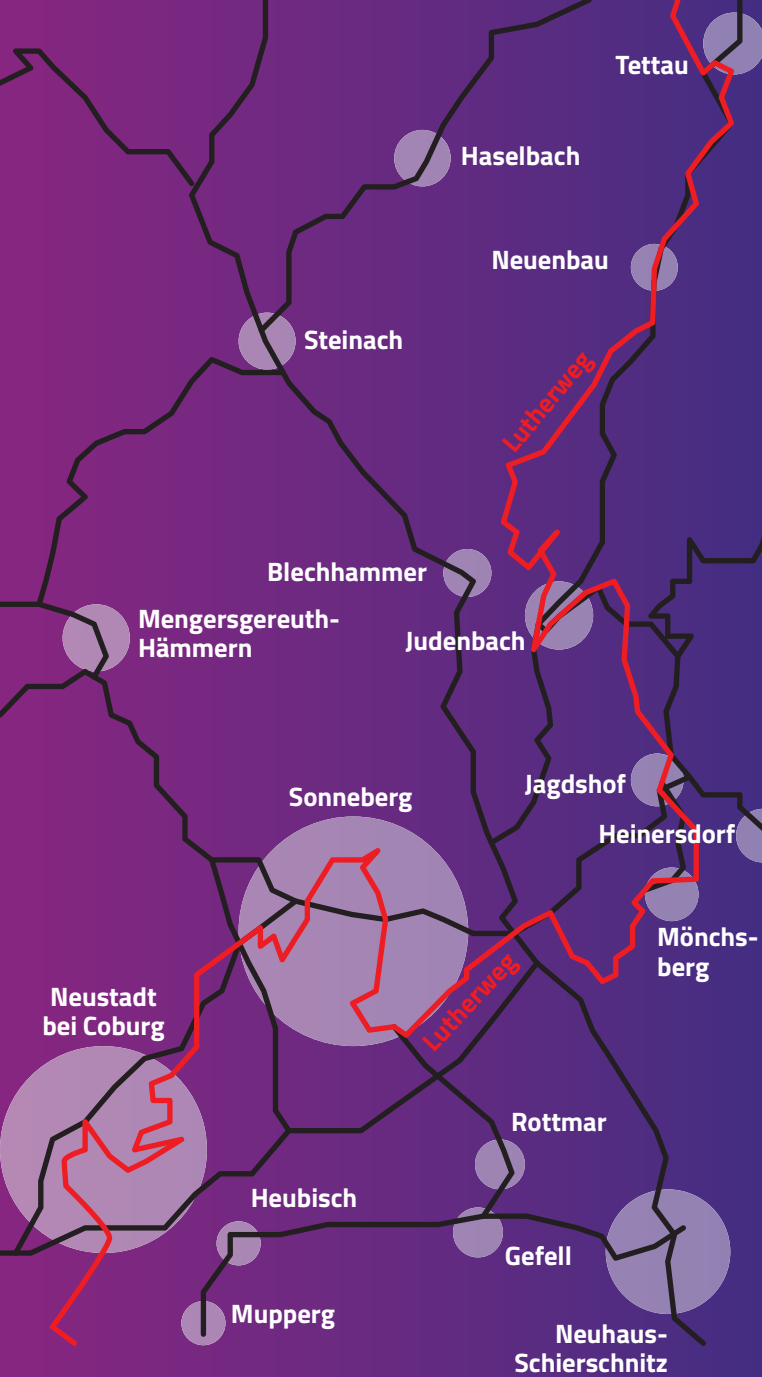 Tettau
Haselbach
Neuenbau
Steinach
Lutherweg
Blechhammer
Mengersgereuth-
Hämmern
Judenbach
Jagdshof
Sonneberg
Heinersdorf
Mönchs-
berg
Lutherweg
Neustadt
bei Coburg
Rottmar
Heubisch
Gefell
Mupperg
Neuhaus-
Schierschnitz